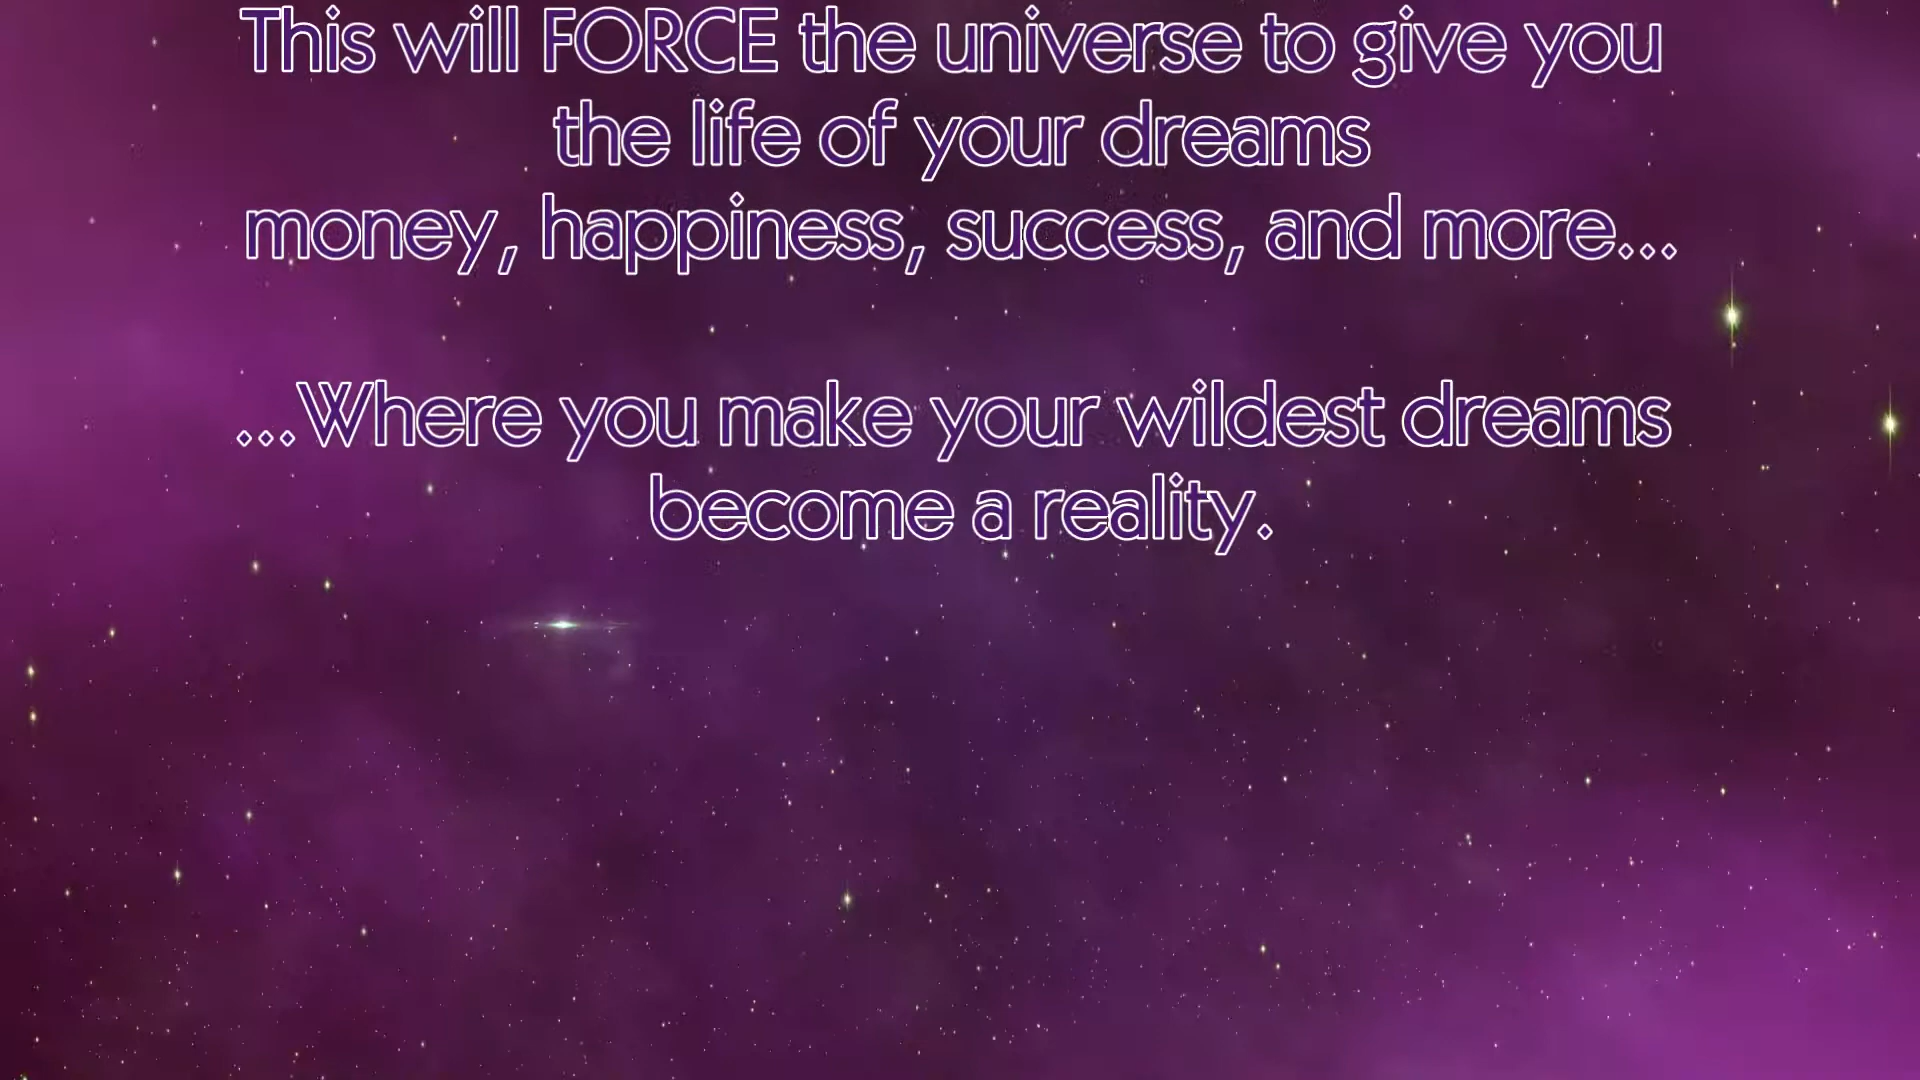 This will FORCE the universe to give you
the life of your dreams
money, happiness, success, and more...
...Where you make your wildest dreams
become a reality.